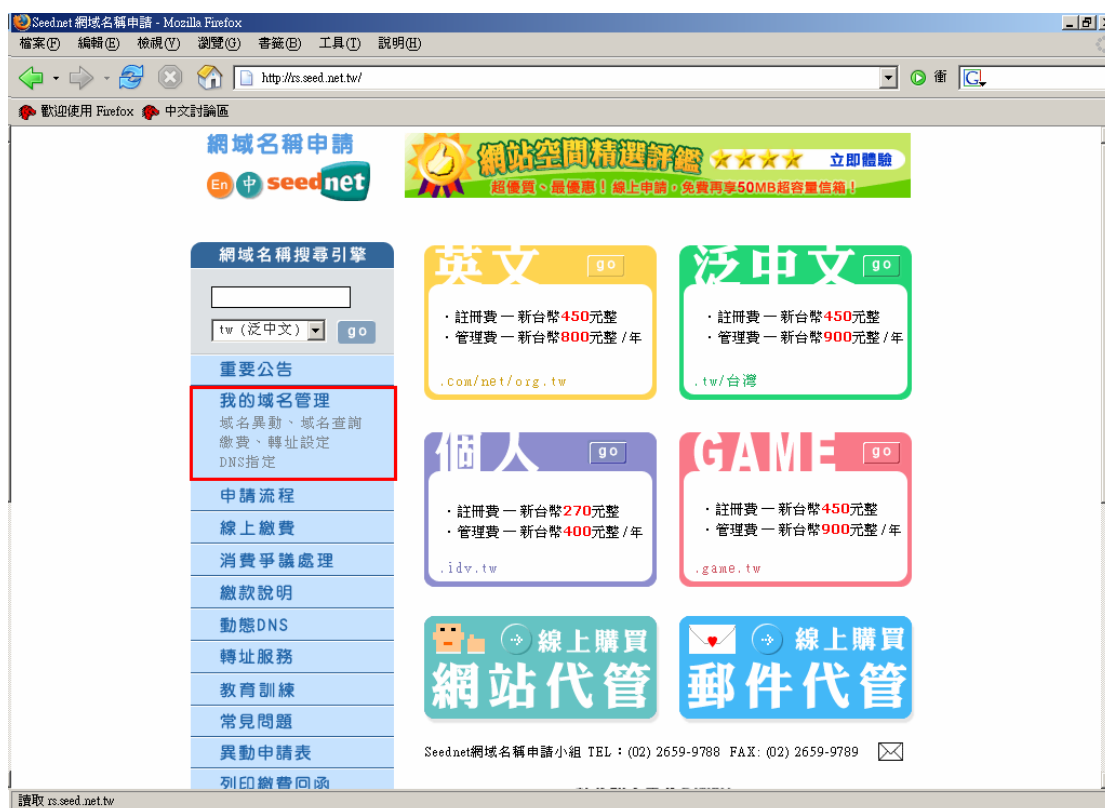 Seednet 網域名稱申請 - Mozilla Firefox
檔案(F) 編輯(E) 檢視(V) 瀏覽(G) 書籤(B) 工具(T) 說明(H)
http://rs.seed.net.tw/
衝
G
歡迎使用 Firefox 中文討論區
網域名稱申請
En 中 seednet
網站空間精選評鑑 立即體驗
超優質、最優惠！線上申請，免費再享50MB超容量信箱！
網域名稱搜尋引擎
tw (泛中文) go
重要公告
我的域名管理
域名異動、域名查詢
繳費、轉址設定
DNS指定
申請流程
線上繳費
消費爭議處理
繳款說明
動態DNS
轉址服務
教育訓練
常見問題
異動申請表
列印繳費回函
英文 go
・註冊費 — 新台幣450元整
・管理費 — 新台幣800元整 / 年
.com/net/org.tw
泛中文 go
・註冊費 — 新台幣450元整
・管理費 — 新台幣900元整 / 年
.tw/台灣
個人 go
・註冊費 — 新台幣270元整
・管理費 — 新台幣400元整 / 年
.idv.tw
GAME go
・註冊費 — 新台幣450元整
・管理費 — 新台幣900元整 / 年
.game.tw
線上購買
網站代管
線上購買
郵件代管
Seednet網域名稱申請小組 TEL：(02) 2659-9788 FAX: (02) 2659-9789
讀取 rs.seed.net.tw